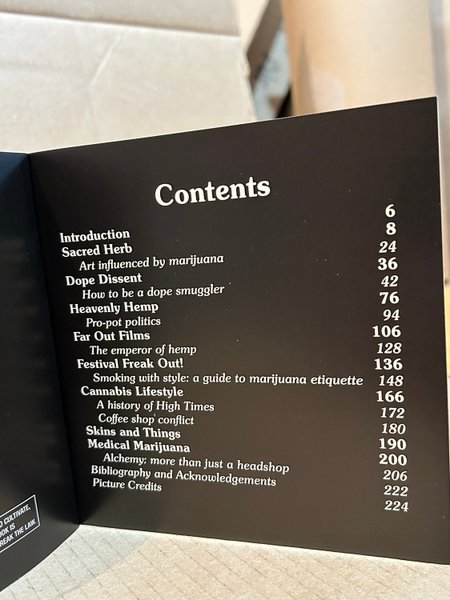 CULTIVATE,
IS
THE LAW.
Contents
Introduction 6
Sacred Herb 8
Art influenced by marijuana 24
Dope Dissent 36
How to be a dope smuggler 42
Heavenly Hemp 76
Pro-pot politics 94
Far Out Films 106
The emperor of hemp 128
Festival Freak Out! 136
Smoking with style: a guide to marijuana etiquette 148
Cannabis Lifestyle 166
A history of High Times 172
Coffee shop conflict 180
Skins and Things 190
Medical Marijuana 200
Alchemy: more than just a headshop 206
Bibliography and Acknowledgements 222
Picture Credits 224